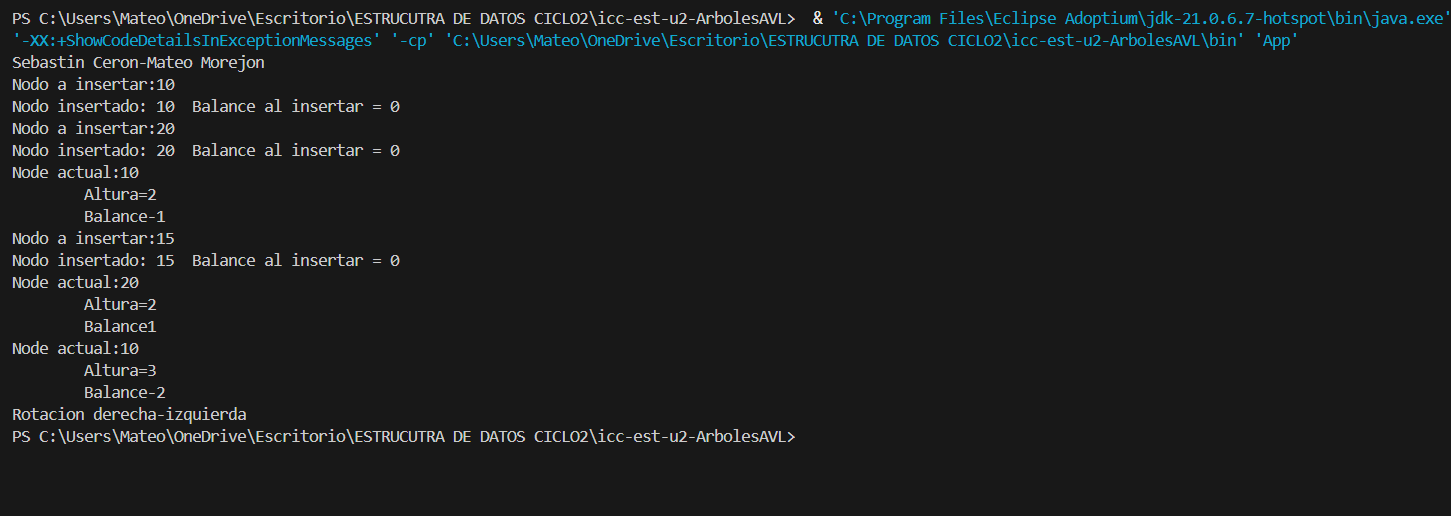 PS C:\Users\Mateo\OneDrive\Escritorio\ESTRUCUTRA DE DATOS CICLO2\icc-est-u2-ArbolesAVL>  & 'C:\Program Files\Eclipse Adoptium\jdk-21.0.6.7-hotspot\bin\java.exe'
'-XX:+ShowCodeDetailsInExceptionMessages' '-cp' 'C:\Users\Mateo\OneDrive\Escritorio\ESTRUCUTRA DE DATOS CICLO2\icc-est-u2-ArbolesAVL\bin' 'App'
Sebastin Ceron-Mateo Morejon
Nodo a insertar:10
Nodo insertado: 10  Balance al insertar = 0
Nodo a insertar:20
Nodo insertado: 20  Balance al insertar = 0
Node actual:10
        Altura=2
        Balance-1
Nodo a insertar:15
Nodo insertado: 15  Balance al insertar = 0
Node actual:20
        Altura=2
        Balance1
Node actual:10
        Altura=3
        Balance-2
Rotacion derecha-izquierda
PS C:\Users\Mateo\OneDrive\Escritorio\ESTRUCUTRA DE DATOS CICLO2\icc-est-u2-ArbolesAVL>